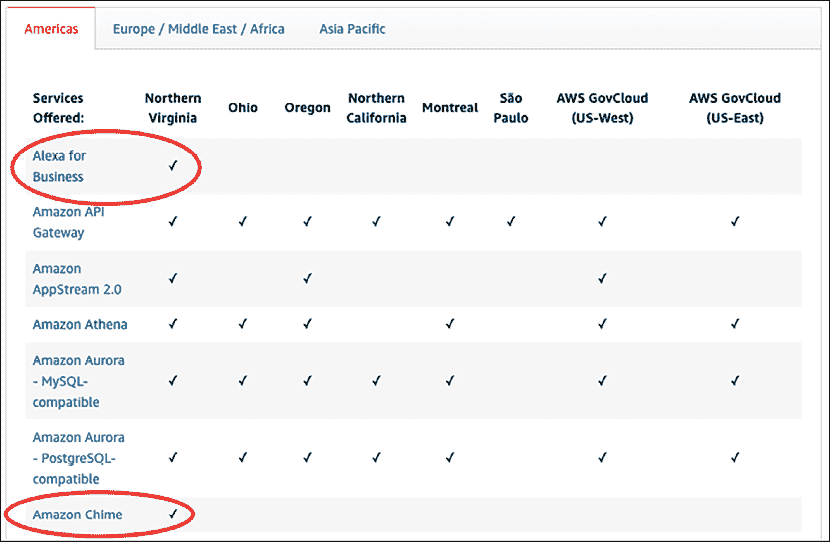 Americas Europe / Middle East / Africa Asia Pacific
Services Offered: Northern Virginia Ohio Oregon Northern California Montreal São Paulo AWS GovCloud (US-West) AWS GovCloud (US-East)
Alexa for Business ✓
Amazon API Gateway ✓ ✓ ✓ ✓ ✓ ✓ ✓ ✓
Amazon AppStream 2.0 ✓ ✓ ✓
Amazon Athena ✓ ✓ ✓ ✓ ✓ ✓
Amazon Aurora - MySQL-compatible ✓ ✓ ✓ ✓ ✓ ✓ ✓
Amazon Aurora - PostgreSQL-compatible ✓ ✓ ✓ ✓ ✓ ✓ ✓
Amazon Chime ✓